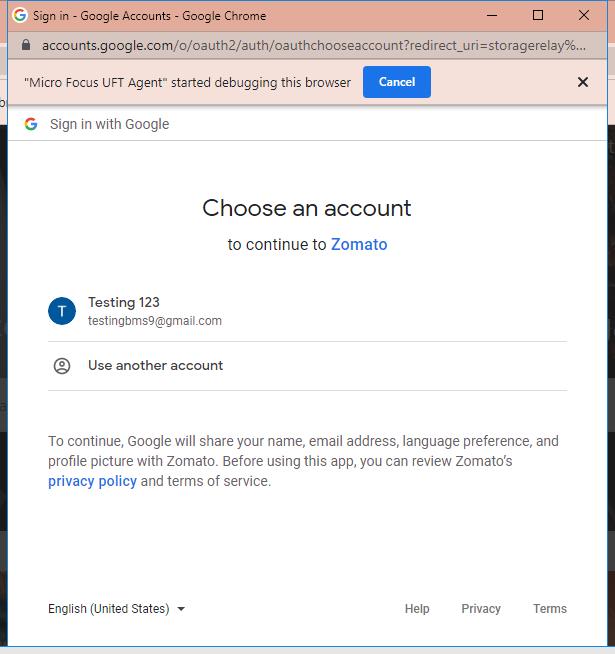 Sign in - Google Accounts - Google Chrome
accounts.google.com/o/oauth2/auth/oauthchooseaccount?redirect_uri=storagerelay%...
"Micro Focus UFT Agent" started debugging this browser Cancel
Sign in with Google
Choose an account
to continue to Zomato
T
Testing 123
testingbms9@gmail.com
Use another account
To continue, Google will share your name, email address, language preference, and
profile picture with Zomato. Before using this app, you can review Zomato's
privacy policy and terms of service.
English (United States) Help Privacy Terms